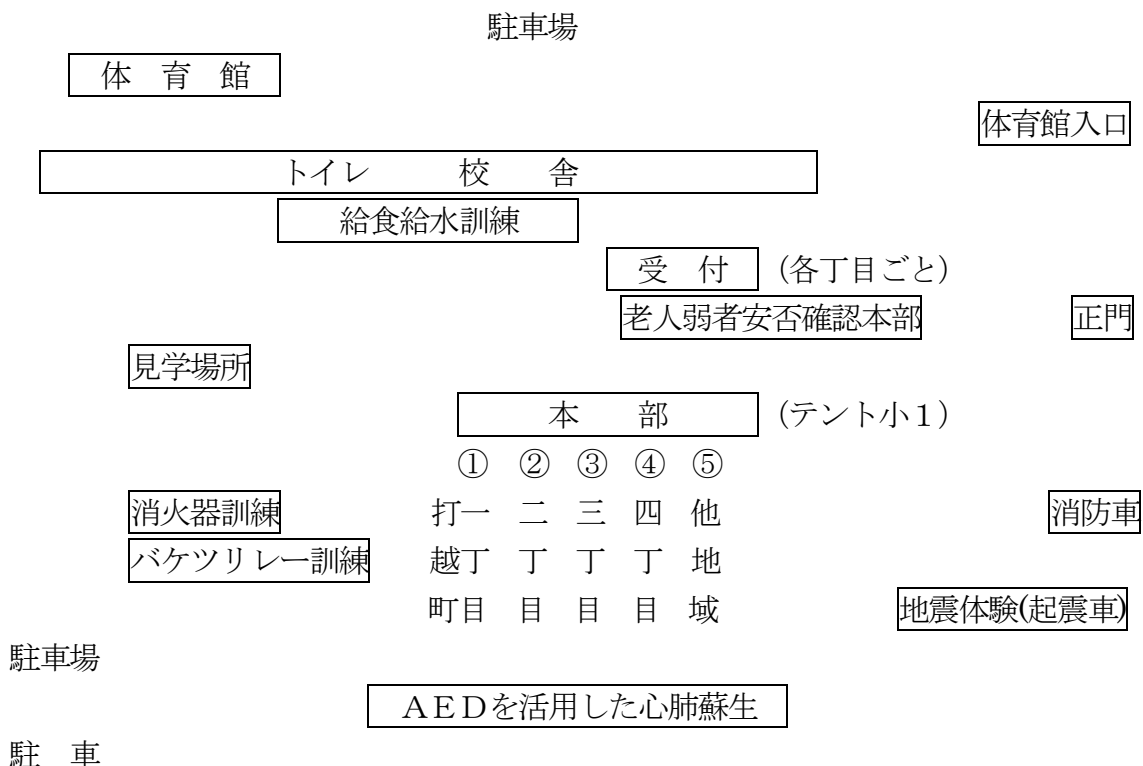 駐車場
体 育 館
体育館入口
トイレ 校 舎
給食給水訓練
受 付 (各丁目ごと)
老人弱者安否確認本部 正門
見学場所
本 部 (テント小1)
① ② ③ ④ ⑤
消火器訓練 打一 二 三 四 他 消防車
バケツリレー訓練 越丁 丁 丁 丁 地
町目 目 目 目 域 地震体験(起震車)
駐車場
AEDを活用した心肺蘇生
駐 車